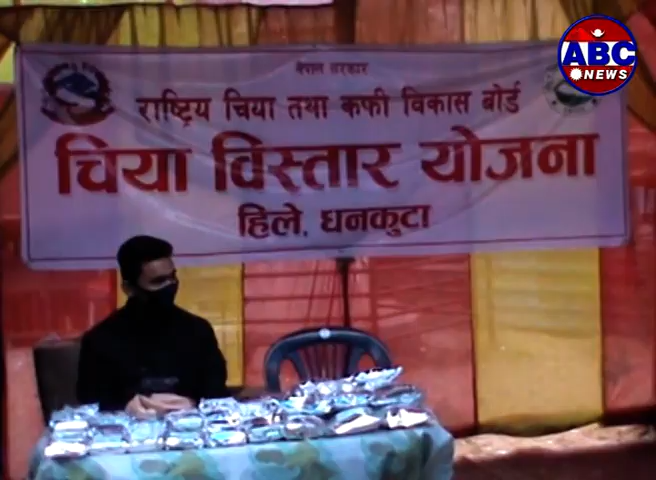 नेपाल सरकार
राष्ट्रिय चिया तथा कफी विकास बोर्ड
चिया विस्तार योजना
हिले, धनकुटा
ABC
NEWS